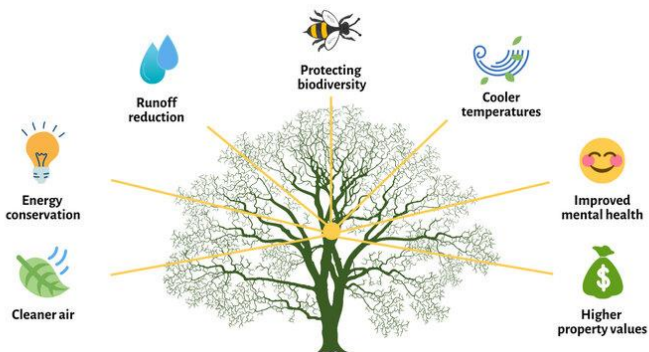 Protecting
biodiversity
Runoff
reduction
Cooler
temperatures
Energy
conservation
Improved
mental health
Cleaner air
$
Higher
property values